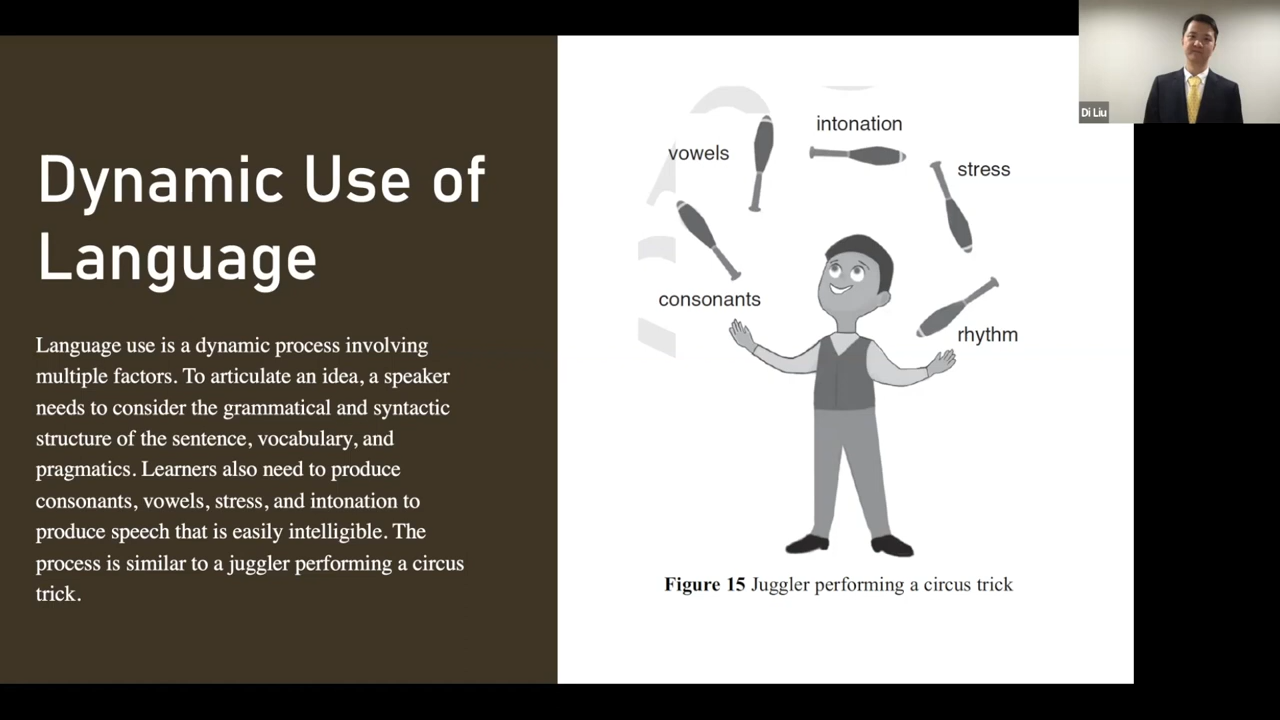 Dynamic Use of
Language
Language use is a dynamic process involving
multiple factors. To articulate an idea, a speaker
needs to consider the grammatical and syntactic
structure of the sentence, vocabulary, and
pragmatics. Learners also need to produce
consonants, vowels, stress, and intonation to
produce speech that is easily intelligible. The
process is similar to a juggler performing a circus
trick.
intonation
vowels
stress
consonants
rhythm
Figure 15 Juggler performing a circus trick
Di Liu